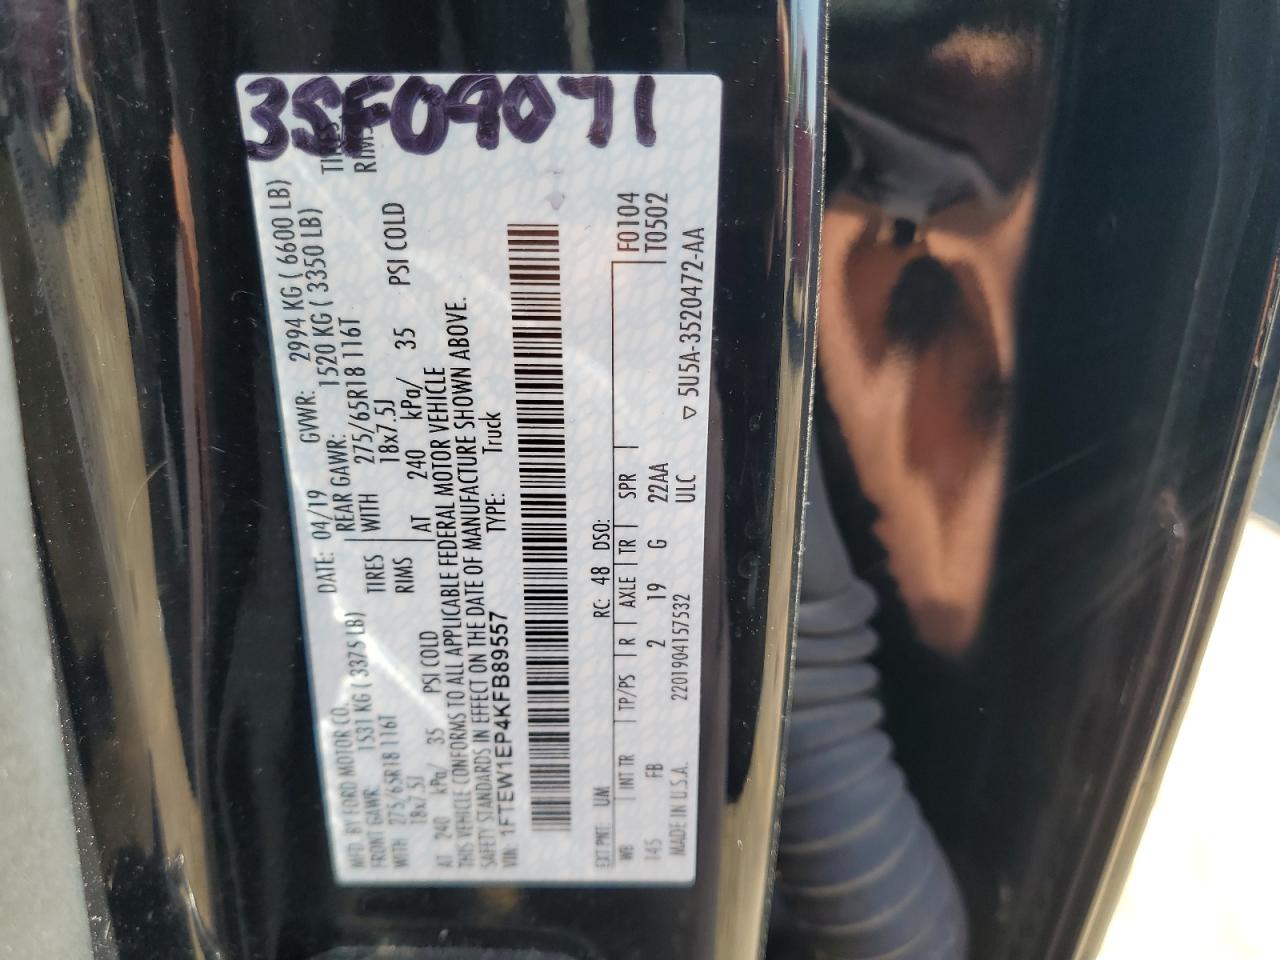 3SF09071
MFD. BY FORD MOTOR CO. DATE: 04/19 GVWR: 2994 KG ( 6600 LB)
FRONT GAWR: 1531 KG ( 3375 LB) REAR GAWR: 1520 KG ( 3350 LB)
WITH 275/65R18 116T TIRES WITH 275/65R18 116T TIRES
18x7.5J RIMS 18x7.5J RIMS
AT 240 kPa/ 35 PSI COLD AT 240 kPa/ 35 PSI COLD
THIS VEHICLE CONFORMS TO ALL APPLICABLE FEDERAL MOTOR VEHICLE
SAFETY STANDARDS IN EFFECT ON THE DATE OF MANUFACTURE SHOWN ABOVE.
VIN: 1FTEW1EP4KFB89557 TYPE: Truck
EXT PNT: UM RC: 48 DSO: F0104
WB INT TR TP/PS R AXLE TR SPR T0502
145 FB 2 19 G 22AA
ULC
MADE IN U.S.A. 2201904157532 ▽ 5U5A-3520472-AA